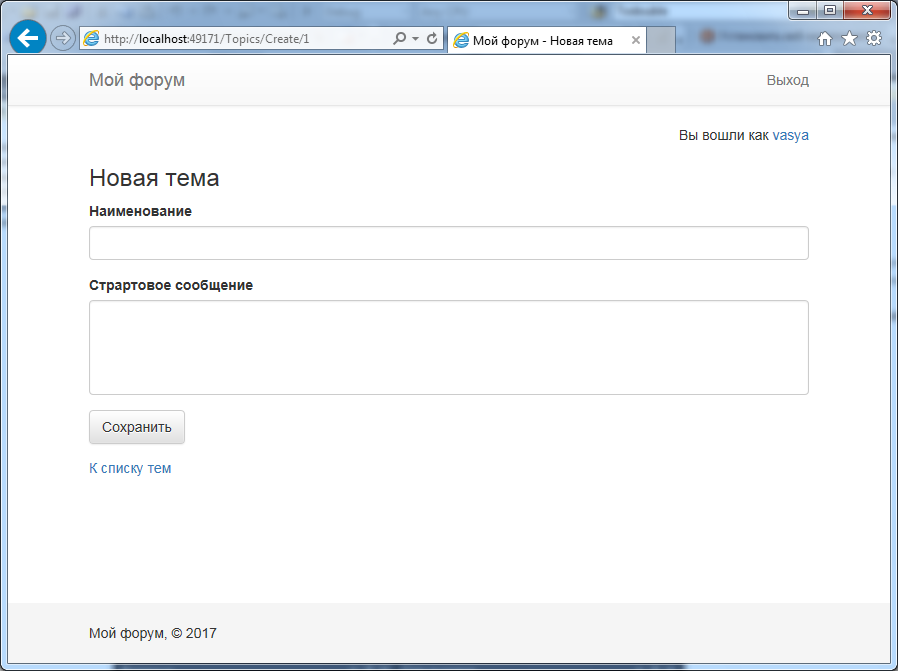 http://localhost:49171/Topics/Create/1
Мой форум - Новая тема
Мой форум
Выход
Вы вошли как vasya
Новая тема
Наименование
Страртовое сообщение
Сохранить
К списку тем
Мой форум, © 2017